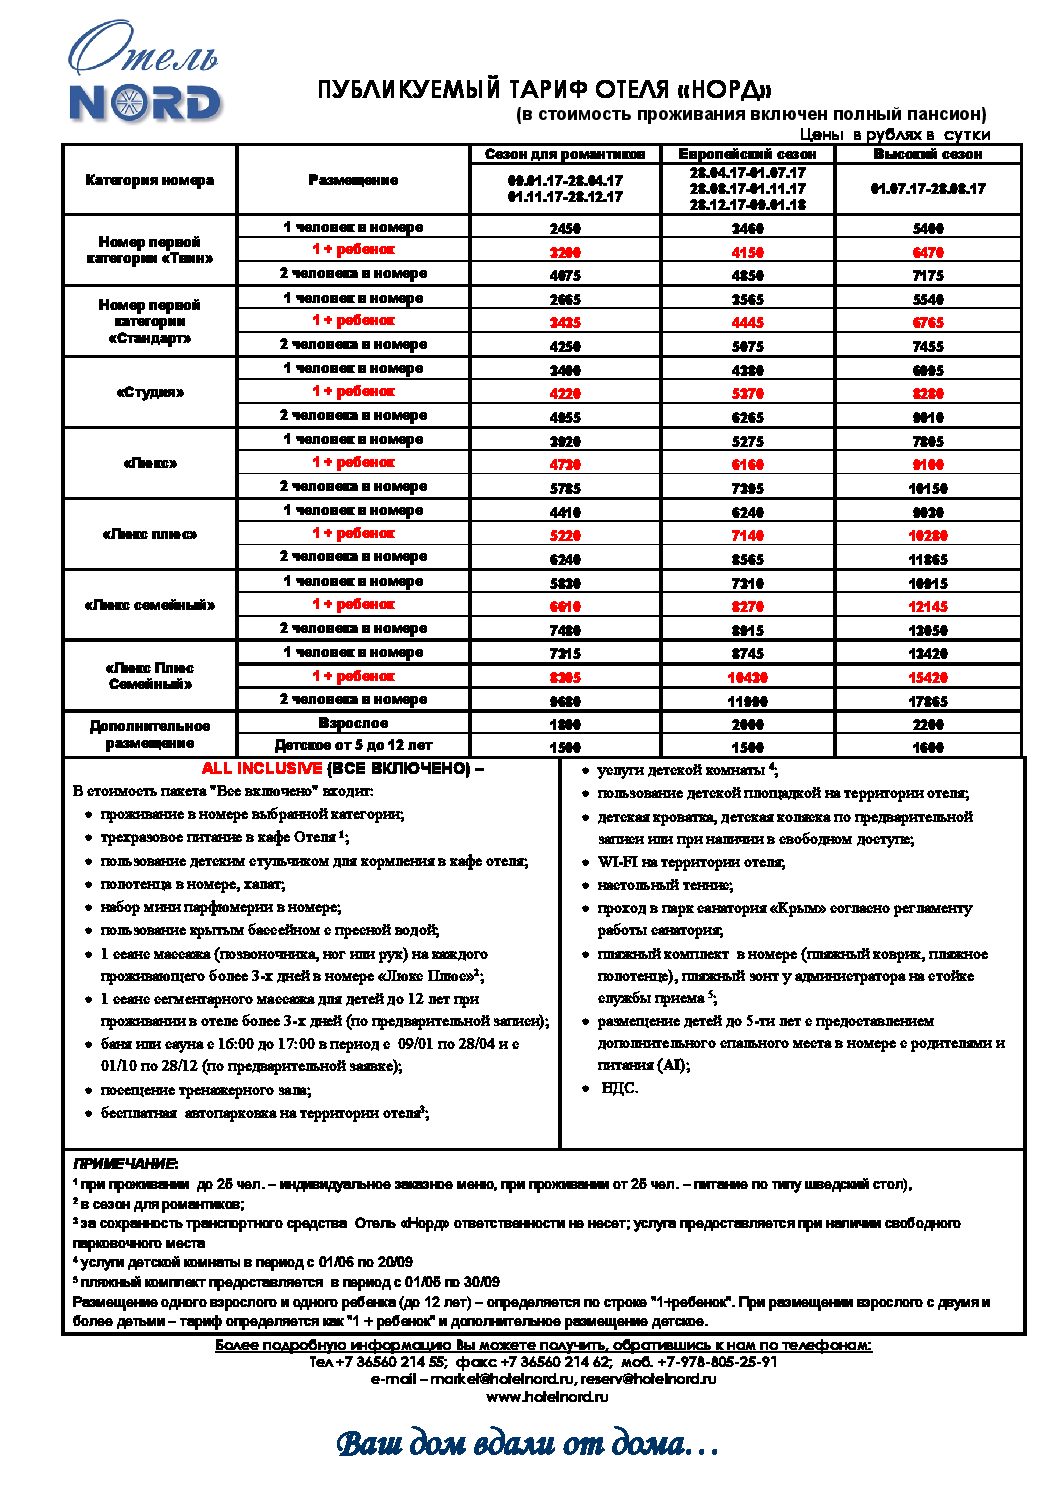 Отель
NORD
ПУБЛИКУЕМЫЙ ТАРИФ ОТЕЛЯ «НОРД»
(в стоимость проживания включен полный пансион)
Цены в рублях в сутки
Категория номера Размещение Сезон для романтиков Европейский сезон Высокий сезон
09.01.17-28.04.17
01.11.17-28.12.17
28.04.17-01.07.17
28.08.17-01.11.17
28.12.17-09.01.18
01.07.17-28.08.17
Номер первой категории «Твин»
1 человек в номере 2450 3460 5400
1 + ребенок 3200 4150 6470
2 человека в номере 4075 4850 7175
Номер первой категории «Стандарт»
1 человек в номере 2665 3565 5540
1 + ребенок 3435 4445 6765
2 человека в номере 4250 5075 7455
«Студия»
1 человек в номере 3400 4380 6095
1 + ребенок 4220 5370 8280
2 человека в номере 4955 6265 9010
«Люкс»
1 человек в номере 3920 5275 7805
1 + ребенок 4730 6160 9100
2 человека в номере 5785 7395 10150
«Люкс плюс»
1 человек в номере 4410 6240 9030
1 + ребенок 5220 7140 10280
2 человека в номере 6240 8565 11865
«Люкс семейный»
1 человек в номере 5830 7310 10915
1 + ребенок 6610 8270 12145
2 человека в номере 7480 8915 13050
«Люкс Плюс Семейный»
1 человек в номере 7315 8745 13420
1 + ребенок 8395 10430 15420
2 человека в номере 9680 11990 17865
Дополнительное размещение
Взрослое 1800 2000 2200
Детское от 5 до 12 лет 1500 1500 1600
ALL INCLUSIVE (ВСЕ ВКЛЮЧЕНО) –
В стоимость пакета "Все включено" входит:
• проживание в номере выбранной категории;
• трехразовое питание в кафе Отеля ¹;
• пользование детским стульчиком для кормления в кафе отеля;
• полотенца в номере, халат;
• набор мини парфюмерии в номере;
• пользование крытым бассейном с пресной водой;
• 1 сеанс массажа (позвоночника, ног или рук) на каждого
проживающего более 3-х дней в номере «Люкс Плюс»²;
• 1 сеанс сегментарного массажа для детей до 12 лет при
проживании в отеле более 3-х дней (по предварительной записи);
• баня или сауна с 16:00 до 17:00 в период с 09/01 по 28/04 и с
01/10 по 28/12 (по предварительной заявке);
• посещение тренажерного зала;
• бесплатная автопарковка на территории отеля³;
• услуги детской комнаты ⁴;
• пользование детской площадкой на территории отеля;
• детская кроватка, детская коляска по предварительной
записи или при наличии в свободном доступе;
• WI-FI на территории отеля;
• настольный теннис;
• проход в парк санатория «Крым» согласно регламенту
работы санатория;
• пляжный комплект в номере (пляжный коврик, пляжное
полотенце), пляжный зонт у администратора на стойке
службы приема ⁵;
• размещение детей до 5-ти лет с предоставлением
дополнительного спального места в номере с родителями и
питания (AI);
• НДС.
ПРИМЕЧАНИЕ:
¹ при проживании до 25 чел. – индивидуальное заказное меню, при проживании от 25 чел. – питание по типу шведский стол),
² в сезон для романтиков;
³ за сохранность транспортного средства Отель «Норд» ответственности не несет; услуга предоставляется при наличии свободного
парковочного места
⁴ услуги детской комнаты в период с 01/06 по 20/09
⁵ пляжный комплект предоставляется в период с 01/05 по 30/09
Размещение одного взрослого и одного ребенка (до 12 лет) – определяется по строке "1+ребенок". При размещении взрослого с двумя и
более детьми – тариф определяется как "1 + ребенок" и дополнительное размещение детское.
Более подробную информацию Вы можете получить, обратившись к нам по телефонам:
Тел +7 36560 214 55; факс +7 36560 214 62; моб. +7-978-805-25-91
e-mail – market@hotelnord.ru, reserv@hotelnord.ru
www.hotelnord.ru
Ваш дом вдали от дома…